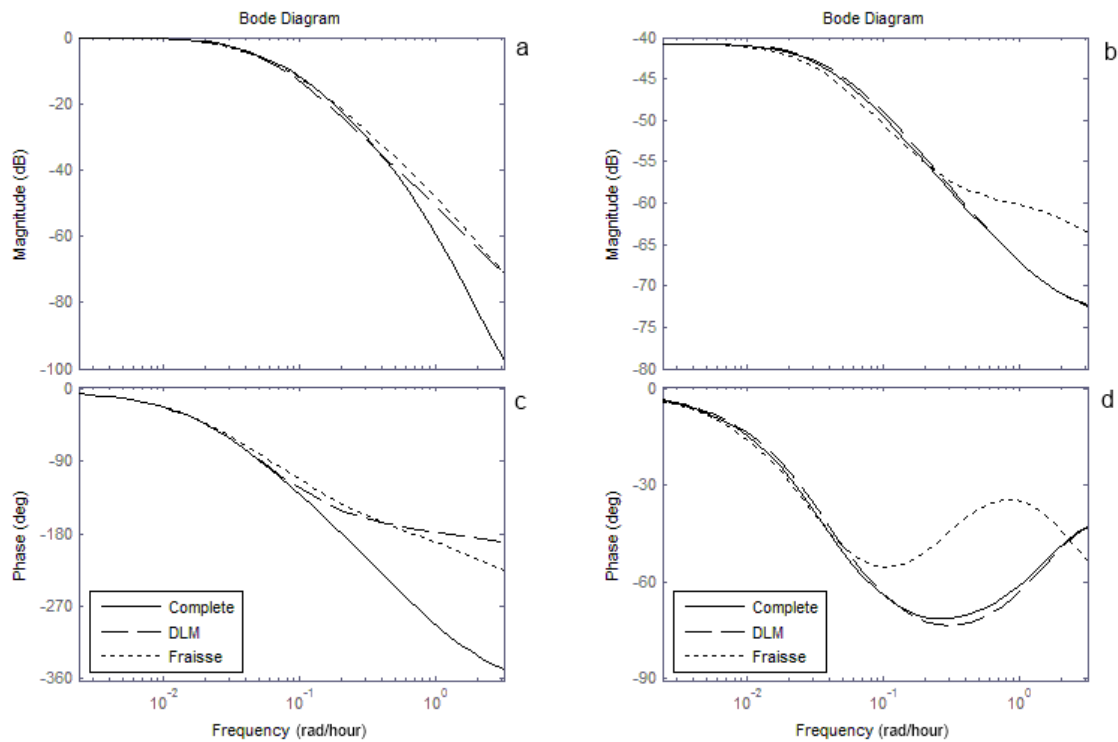 Bode Diagram
a
Magnitude (dB)
0
-20
-40
-60
-80
-100
Bode Diagram
b
Magnitude (dB)
-40
-45
-50
-55
-60
-65
-70
-75
-80
c
Phase (deg)
0
-90
-180
-270
-360
Complete
DLM
Fraisse
10^-2
10^-1
10^0
Frequency (rad/hour)
d
Phase (deg)
0
-30
-60
-90
Complete
DLM
Fraisse
10^-2
10^-1
10^0
Frequency (rad/hour)